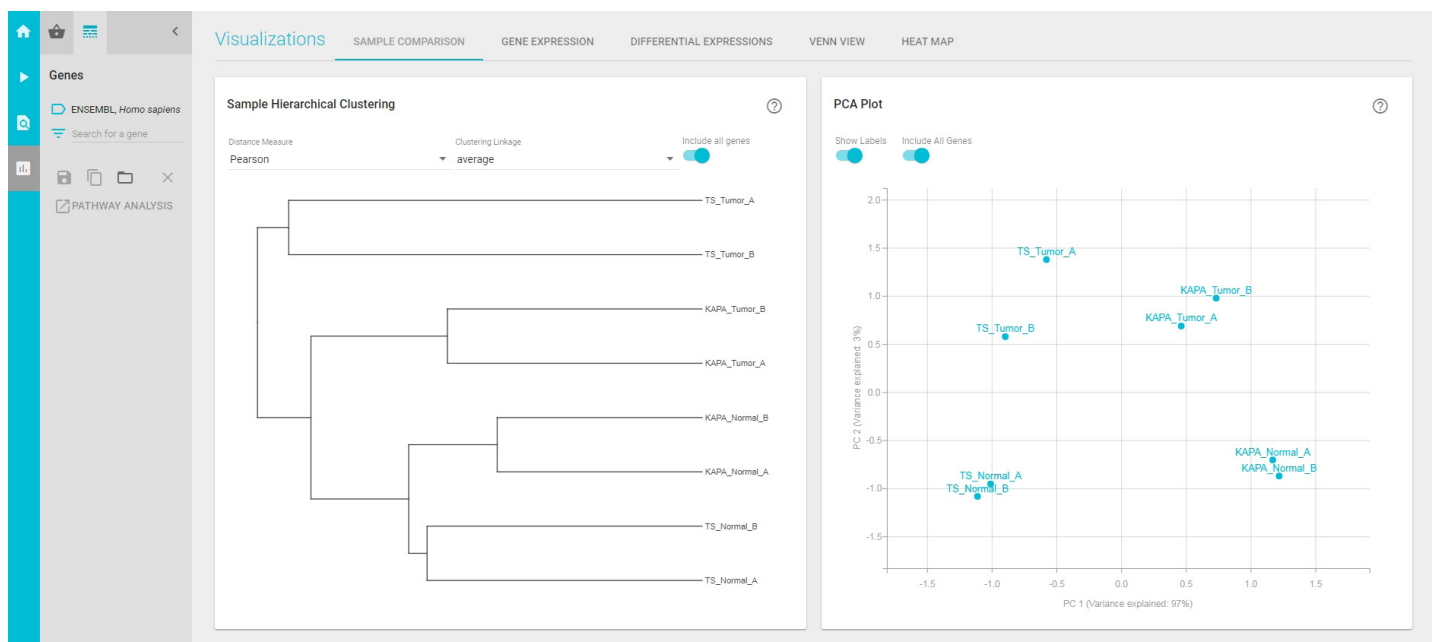 Visualizations SAMPLE COMPARISON GENE EXPRESSION DIFFERENTIAL EXPRESSIONS VENN VIEW HEAT MAP
Genes
ENSEMBL, Homo sapiens
Search for a gene
PATHWAY ANALYSIS
Sample Hierarchical Clustering
Distance Measure Clustering Linkage Include all genes
Pearson average
TS_Tumor_A
TS_Tumor_B
KAPA_Tumor_B
KAPA_Tumor_A
KAPA_Normal_B
KAPA_Normal_A
TS_Normal_B
TS_Normal_A
PCA Plot
Show Labels Include All Genes
2.0
1.5
1.0
0.5
0.0
-0.5
-1.0
-1.5
PC 2 (Variance explained: 3%)
TS_Tumor_A
KAPA_Tumor_B
KAPA_Tumor_A
TS_Tumor_B
KAPA_Normal_A
KAPA_Normal_B
TS_Normal_A
TS_Normal_B
-1.5 -1.0 -0.5 0.0 0.5 1.0 1.5
PC 1 (Variance explained: 97%)